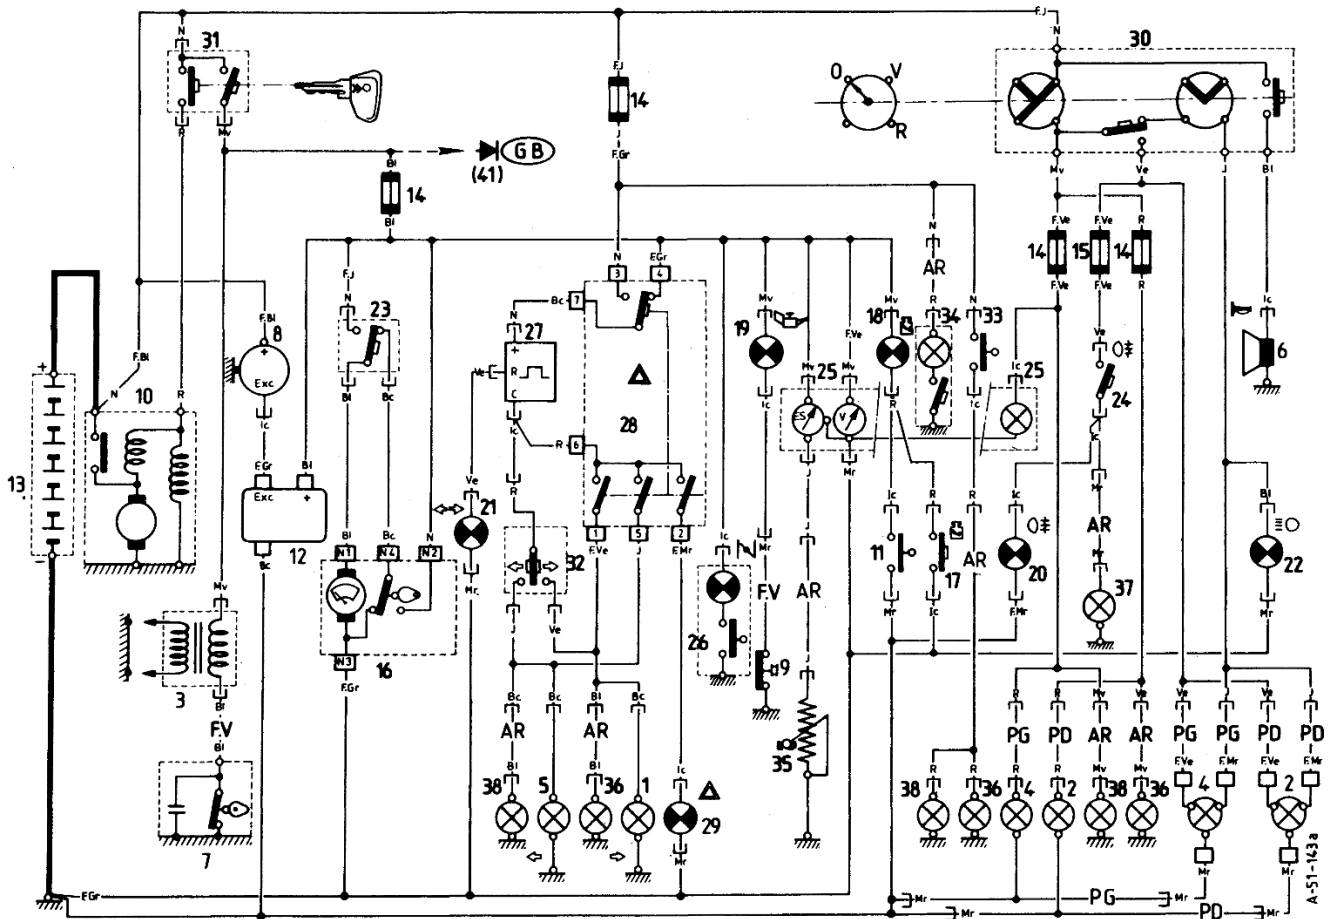 F.J
N 31 N 30
O V
R
F.J
14
F.Gr
R Mv
(41) GB
Bl
14
Bl
Mv Ve J Bl
N
F.Ve F.Ve R
14 15 14
F.Ve F.Ve R
AR
R
F.J
N
23
N F.Gr
3 4
Bc 7
N
27
+
R
C
Ve
Mv
19
Mv F.Ve
Mv
18
34
N
33
Ic
25
Ve
24
Ic
6
F.Bl
8
+
Exc
Ic
F.Bl
N
10
R
+
13
-
Bl Bc
28
25
ES V
R
Ic
Ic
R 6
Ic
R
J Mr
F.Gr Bl
Exc +
12
Bc
Ve
21
Mr
Bl Bc N
N1 N4 N2
16
N3
F.Gr
32
J Ve
1 5 2
F.Ve J F.Mr
Ic
26
Mr
F.V
9
AR
35
Ic R
11 17
Mr Ic
AR
Ic
20
F.Mr
Mr
AR
Mr
37
Bl
22
Mr
Mv
3
Bl
F.V
Bl
7
Bc Bc Bl Bc
AR AR
Bl Bl
38 5 36 1
Ic
29
Mr
R R Mv Mv Ve J Ve J
PG PD AR AR PG PG PD PD
R R R R Mv Mv F.Ve F.Mr F.Ve F.Mr
38 36 4 2 38 36 4 2
Mr Mr
F.Gr
Mr PG Mr
Mr PD
A-51-143a